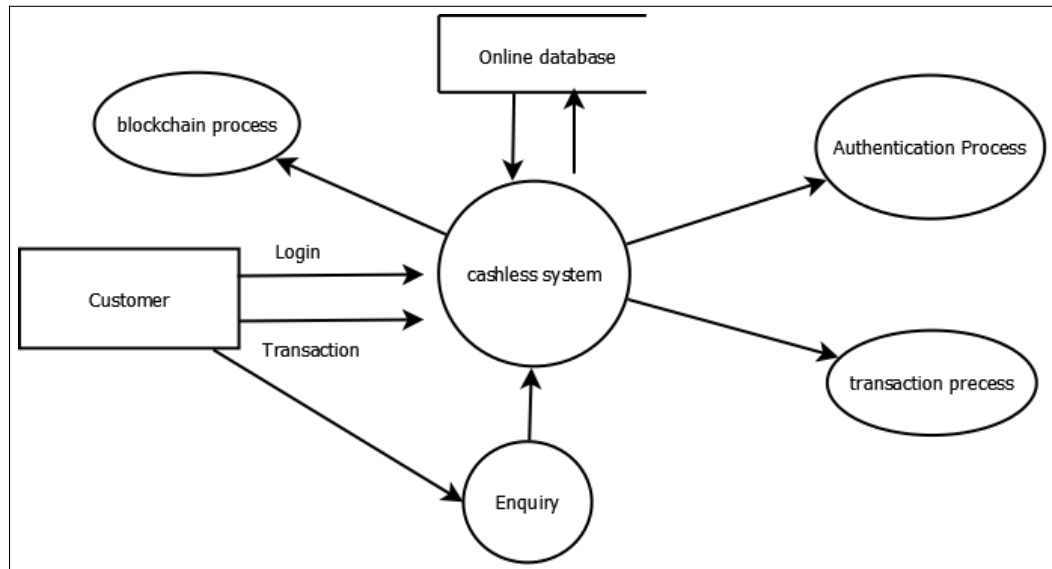 Online database
blockchain process
Authentication Process
Login
cashless system
Customer
Transaction
transaction precess
Enquiry